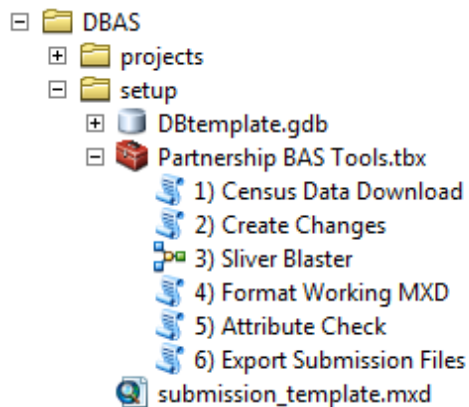 DBAS
projects
setup
DBtemplate.gdb
Partnership BAS Tools.tbx
1) Census Data Download
2) Create Changes
3) Sliver Blaster
4) Format Working MXD
5) Attribute Check
6) Export Submission Files
submission_template.mxd